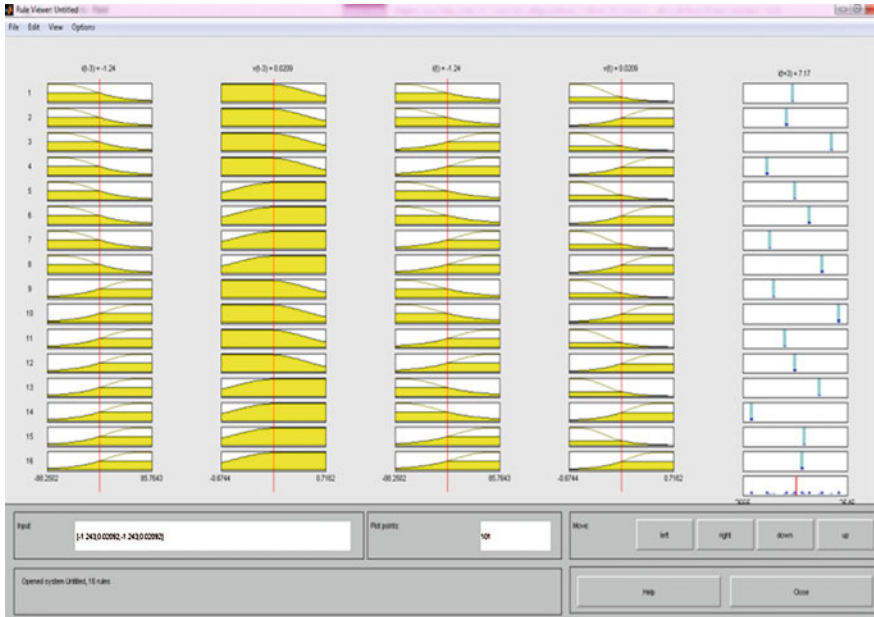 Rule Viewer: Untitled
File Edit View Options
i(t-3) = -1.24 v(t-3) = 0.0209 i(t) = -1.24 v(t) = 0.0209 i(t+3) = 7.17
1
2
3
4
5
6
7
8
9
10
11
12
13
14
15
16
-88.2502 85.7643 -0.6744 0.7162 -88.2502 85.7643 -0.6744 0.7162
Input: [-1.243;0.02092;-1.243;0.02092] Plot points: 101 Move: left right down up
Opened system Untitled, 16 rules Help Close